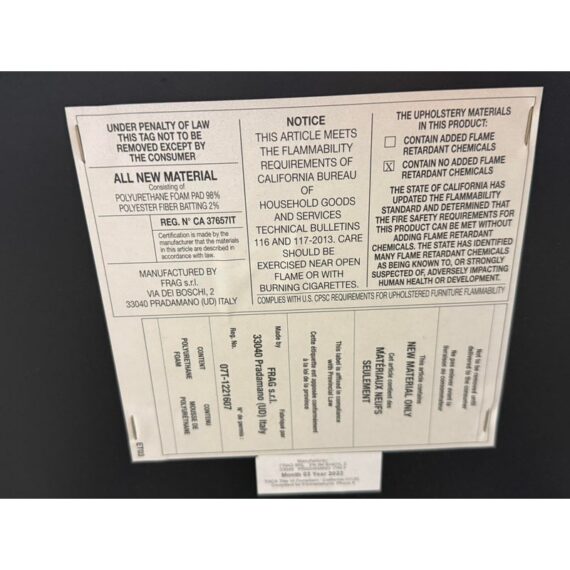 UNDER PENALTY OF LAW
THIS TAG NOT TO BE
REMOVED EXCEPT BY
THE CONSUMER
ALL NEW MATERIAL
Consisting of
POLYURETHANE FOAM PAD 98%
POLYESTER FIBER BATTING 2%
REG. N° CA 37657IT
Certification is made by the
manufacturer that the materials
in this article are described in
accordance with law.
MANUFACTURED BY
FRAG s.r.l.
VIA DEI BOSCHI, 2
33040 PRADAMANO (UD) ITALY
NOTICE
THIS ARTICLE MEETS
THE FLAMMABILITY
REQUIREMENTS OF
CALIFORNIA BUREAU
OF
HOUSEHOLD GOODS
AND SERVICES
TECHNICAL BULLETINS
116 AND 117-2013. CARE
SHOULD BE
EXERCISED NEAR OPEN
FLAME OR WITH
BURNING CIGARETTES.
THE UPHOLSTERY MATERIALS
IN THIS PRODUCT:
CONTAIN ADDED FLAME
RETARDANT CHEMICALS
X CONTAIN NO ADDED FLAME
RETARDANT CHEMICALS
THE STATE OF CALIFORNIA HAS
UPDATED THE FLAMMABILITY
STANDARD AND DETERMINED THAT
THE FIRE SAFETY REQUIREMENTS FOR
THIS PRODUCT CAN BE MET WITHOUT
ADDING FLAME RETARDANT
CHEMICALS. THE STATE HAS IDENTIFIED
MANY FLAME RETARDANT CHEMICALS
AS BEING KNOWN TO, OR STRONGLY
SUSPECTED OF, ADVERSELY IMPACTING
HUMAN HEALTH OR DEVELOPMENT.
COMPLIES WITH U.S. CPSC REQUIREMENTS FOR UPHOLSTERED FURNITURE FLAMMABILITY
Not to be removed until
delivered to the consumer
Ne pas enlever avant la
livraison au consommateur
This article contains
NEW MATERIAL ONLY
Cet article contient des
MATÉRIAUX NEUFS
SEULEMENT
This label is affixed in compliance
with Provincial Law
Cette étiquette est apposée conformément
à la loi de la province
Made by Fabriqué par
FRAG s.r.l.
33040 Pradamano (UD) Italy
Reg. No. N° de permis :
07T-1221607
CONTENT CONTENU
POLYURETHANE MOUSSE DE
FOAM POLYURÉTHANE
ET03
Manufactured by
Month 03 Year 2022